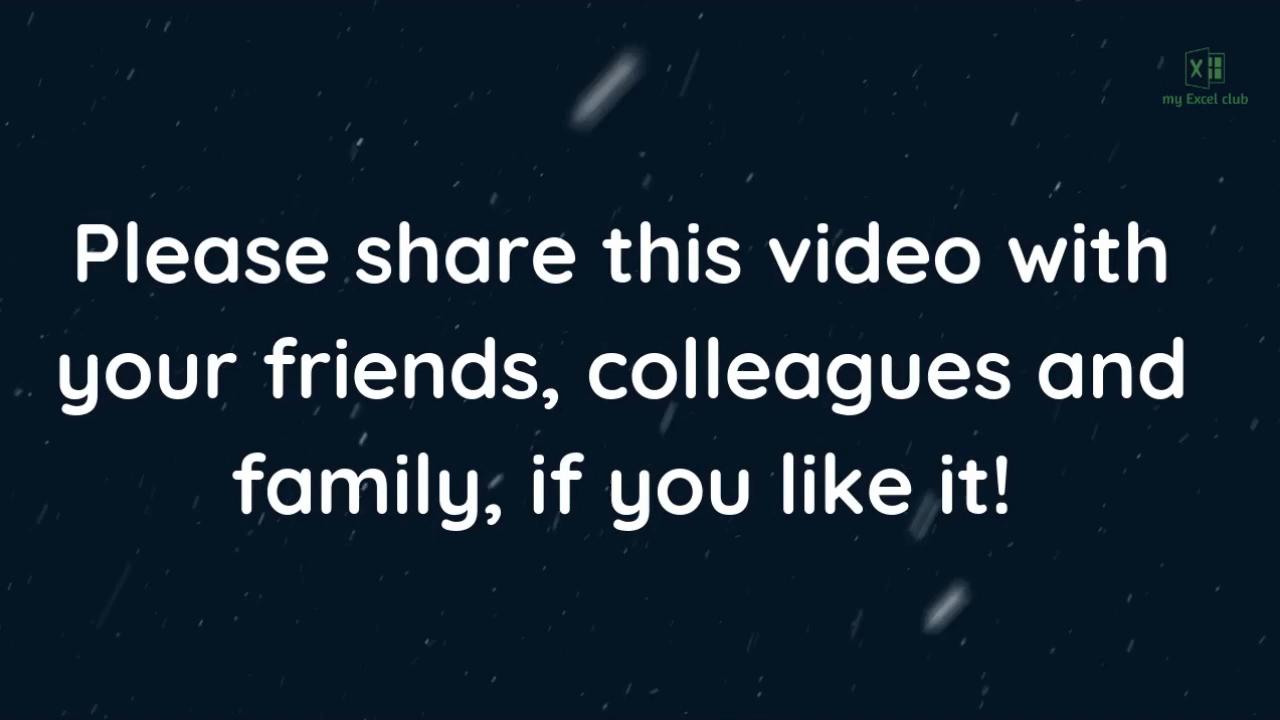 my Excel club
Please share this video with
your friends, colleagues and
family, if you like it!